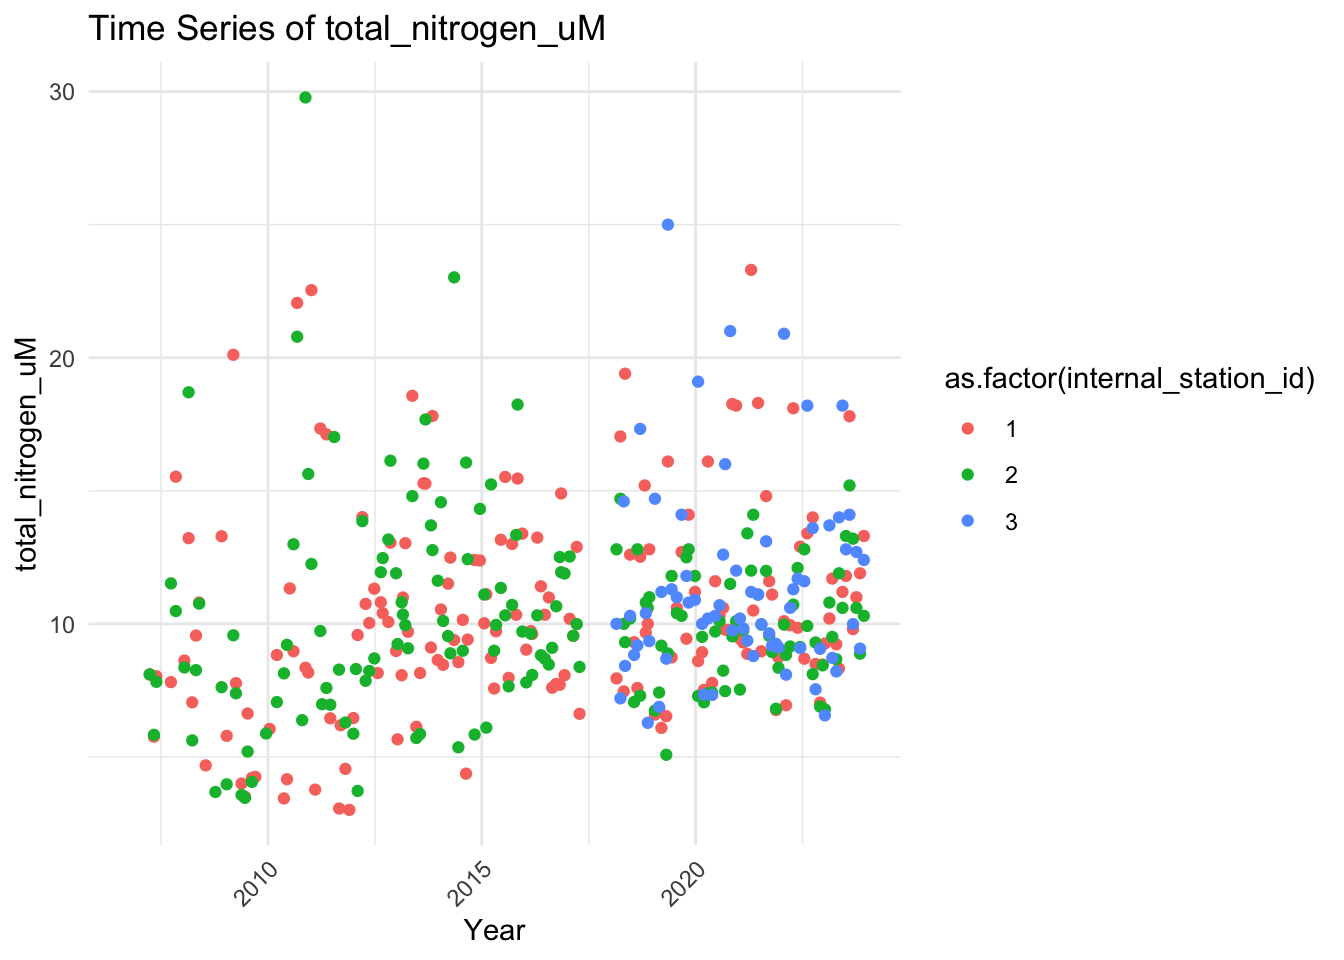 Time Series of total_nitrogen_uM
30
20
10
total_nitrogen_uM
2010
2015
2020
Year
as.factor(internal_station_id)
1
2
3